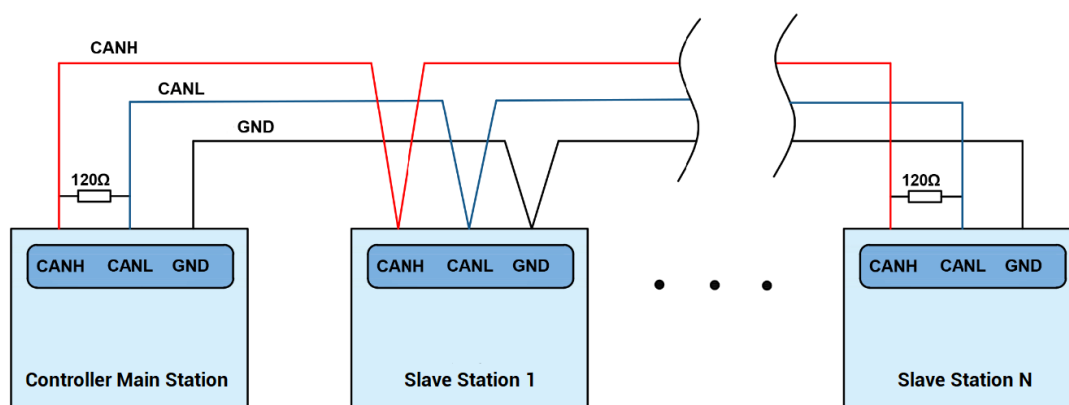 CANH
CANL
GND
120Ω
120Ω
CANH CANL GND
CANH CANL GND
CANH CANL GND
Controller Main Station
Slave Station 1
Slave Station N